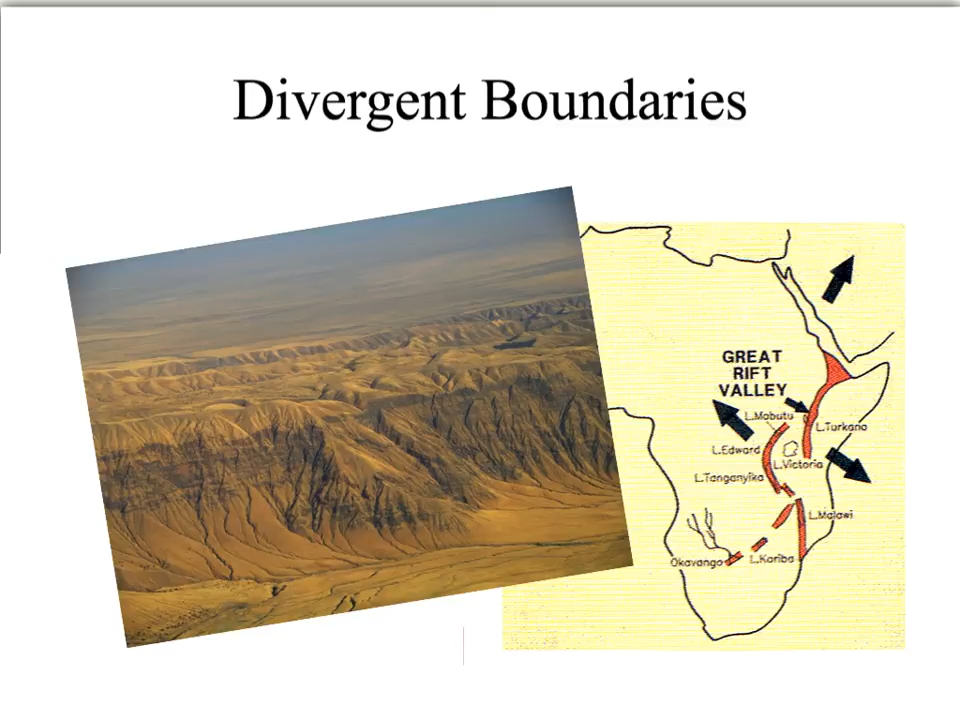 Divergent Boundaries
GREAT
RIFT
VALLEY
L.Mobutu
L.Turkana
L.Edward
L.Victoria
L.Tanganyika
L.Malawi
Okavango
L.Kariba